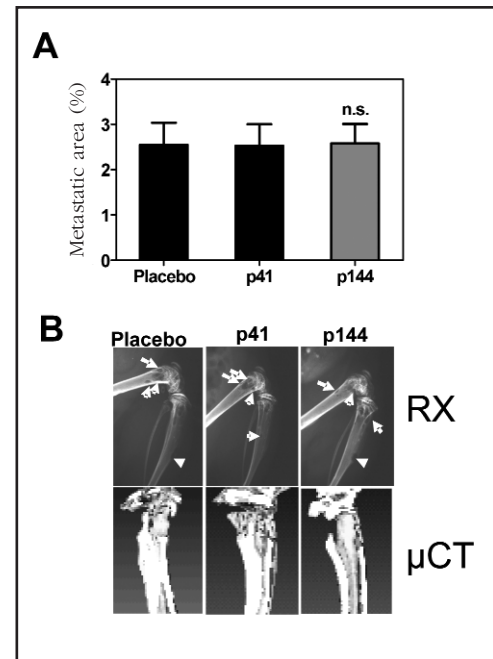 A
Metastatic area (%)
4
3
2
1
0
n.s.
Placebo p41 p144
B
Placebo p41 p144
RX
µCT